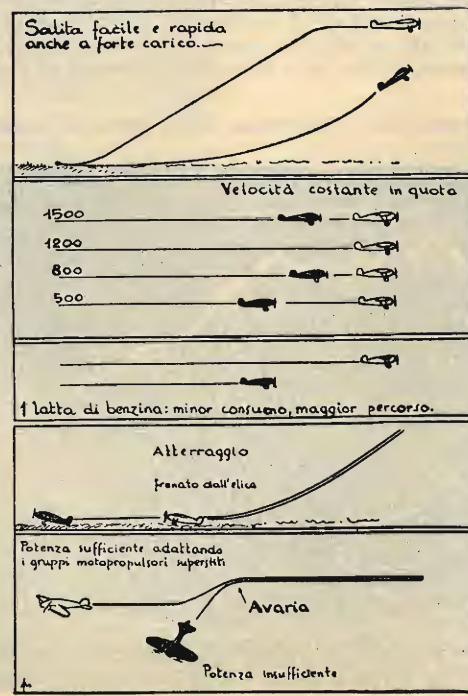 Salita facile e rapida
anche a forte carico.
Velocità costante in quota
1500
1200
800
500
1 latta di benzina: minor consumo, maggior percorso.
Atterraggio
frenato dall'elica
Potenza sufficiente adattando
i gruppi motopropulsori superstiti
Avaria
Potenza insufficiente